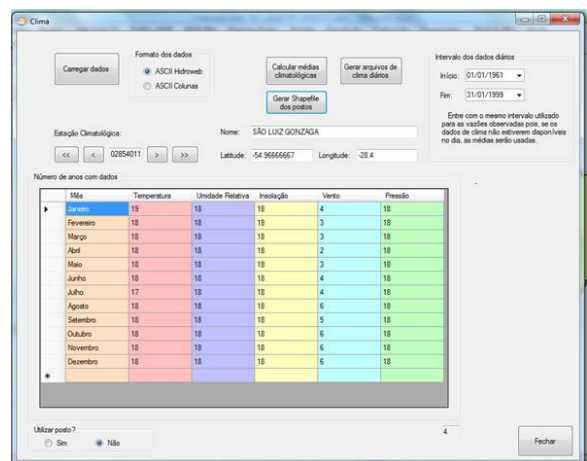 Clima
Carregar dados
Formato dos dados
ASCII Hidroweb
ASCII Colunas
Calcular médias climatológicas
Gerar arquivos de clima diários
Gerar Shapefile dos postos
Intervalo dos dados diários
Início: 01/01/1961
Fim: 31/01/1999
Entre com o mesmo intervalo utilizado
para as vazões observadas pois, se os
dados de clima não estiverem disponíveis
no dia, as médias serão usadas.
Estação Climatológica:
<< < 02854011 > >>
Nome: SÃO LUIZ GONZAGA
Latitude: -54.96666667 Longitude: -28.4
Número de anos com dados
Mês Temperatura Umidade Relativa Insolação Vento Pressão
Janeiro 19 18 18 4 18
Fevereiro 18 18 18 3 18
Março 18 18 18 3 18
Abril 18 18 18 2 18
Maio 18 18 18 3 18
Junho 18 18 18 4 18
Julho 17 18 18 4 18
Agosto 18 18 18 6 18
Setembro 18 18 18 5 18
Outubro 18 18 18 6 18
Novembro 18 18 18 6 18
Dezembro 18 18 18 6 18
Utilizar posto?
Sim Não
4
Fechar